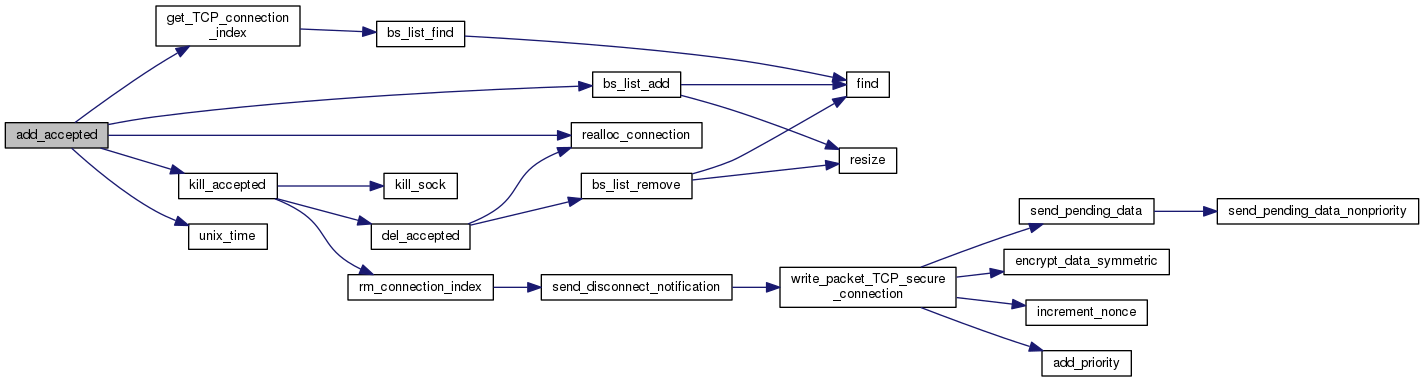 get_TCP_connection
_index
bs_list_find
bs_list_add
find
add_accepted
realloc_connection
resize
kill_accepted
kill_sock
bs_list_remove
send_pending_data
send_pending_data_nonpriority
unix_time
del_accepted
encrypt_data_symmetric
rm_connection_index
send_disconnect_notification
write_packet_TCP_secure
_connection
increment_nonce
add_priority